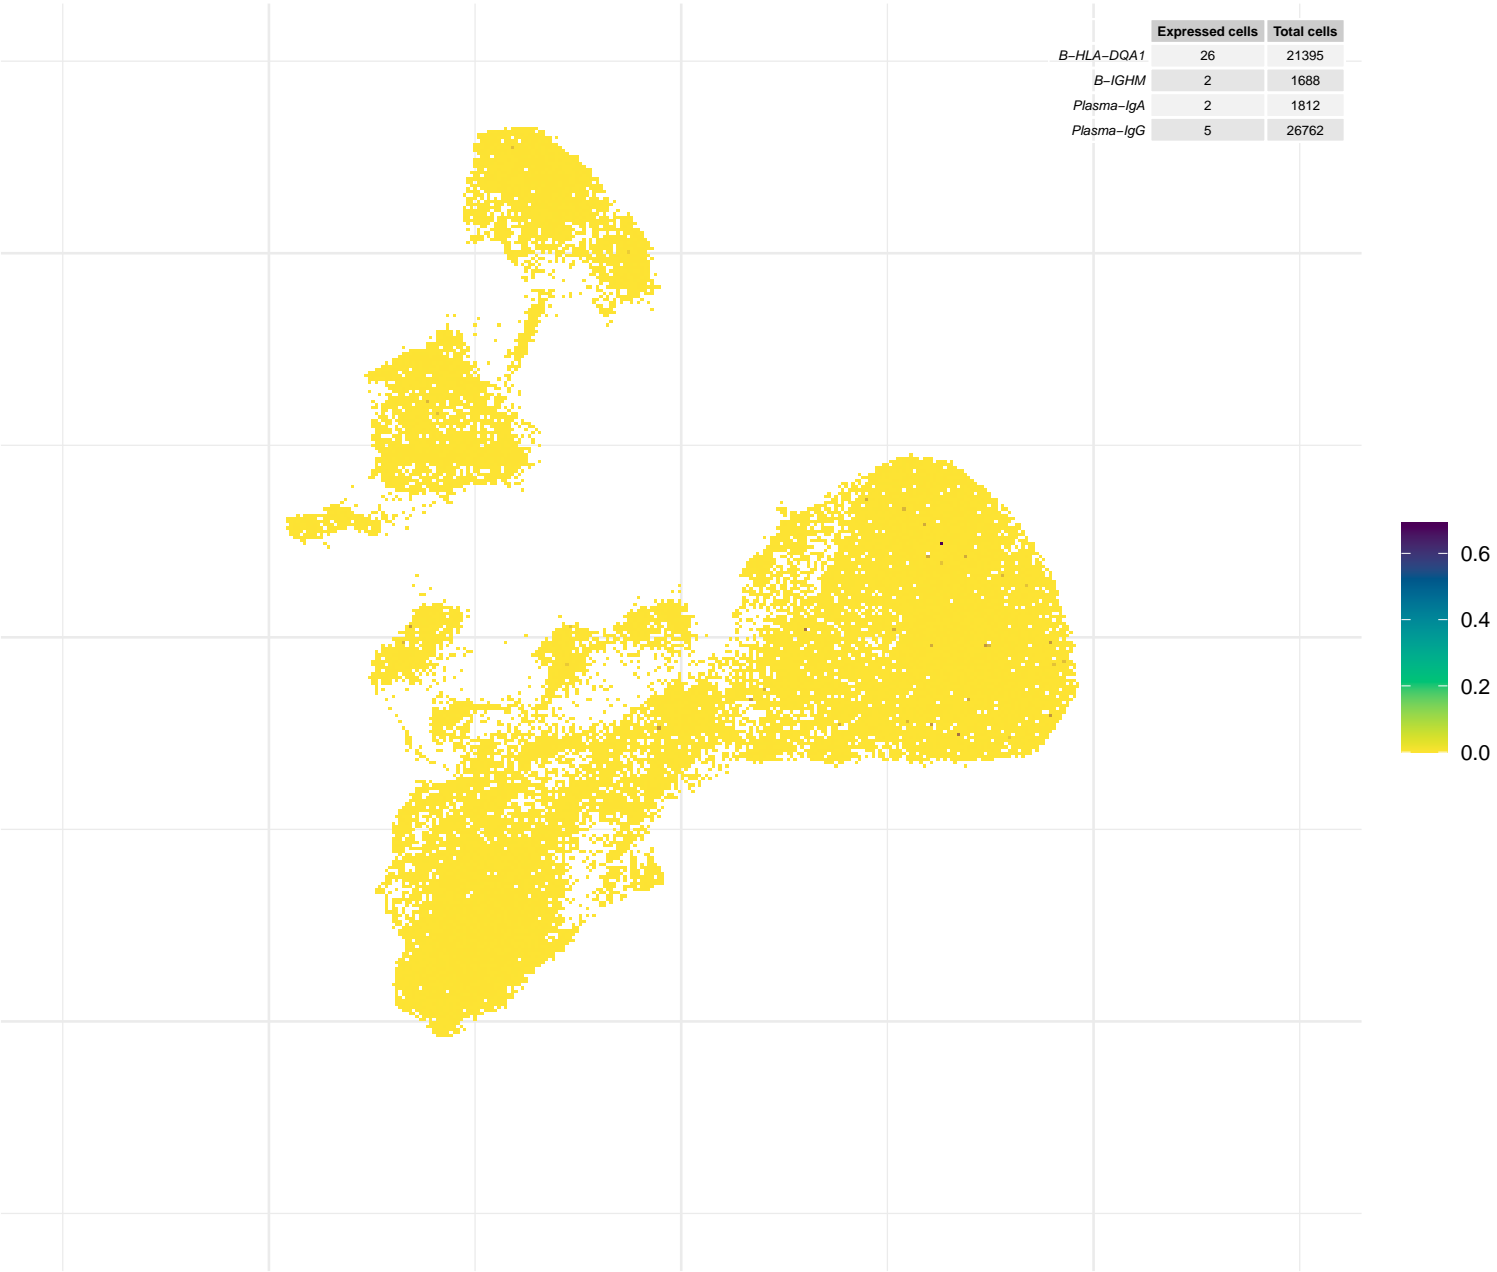 Expressed cells Total cells
B-HLA-DQA1 26 21395
B-IGHM 2 1688
Plasma-IgA 2 1812
Plasma-IgG 5 26762
0.6
0.4
0.2
0.0